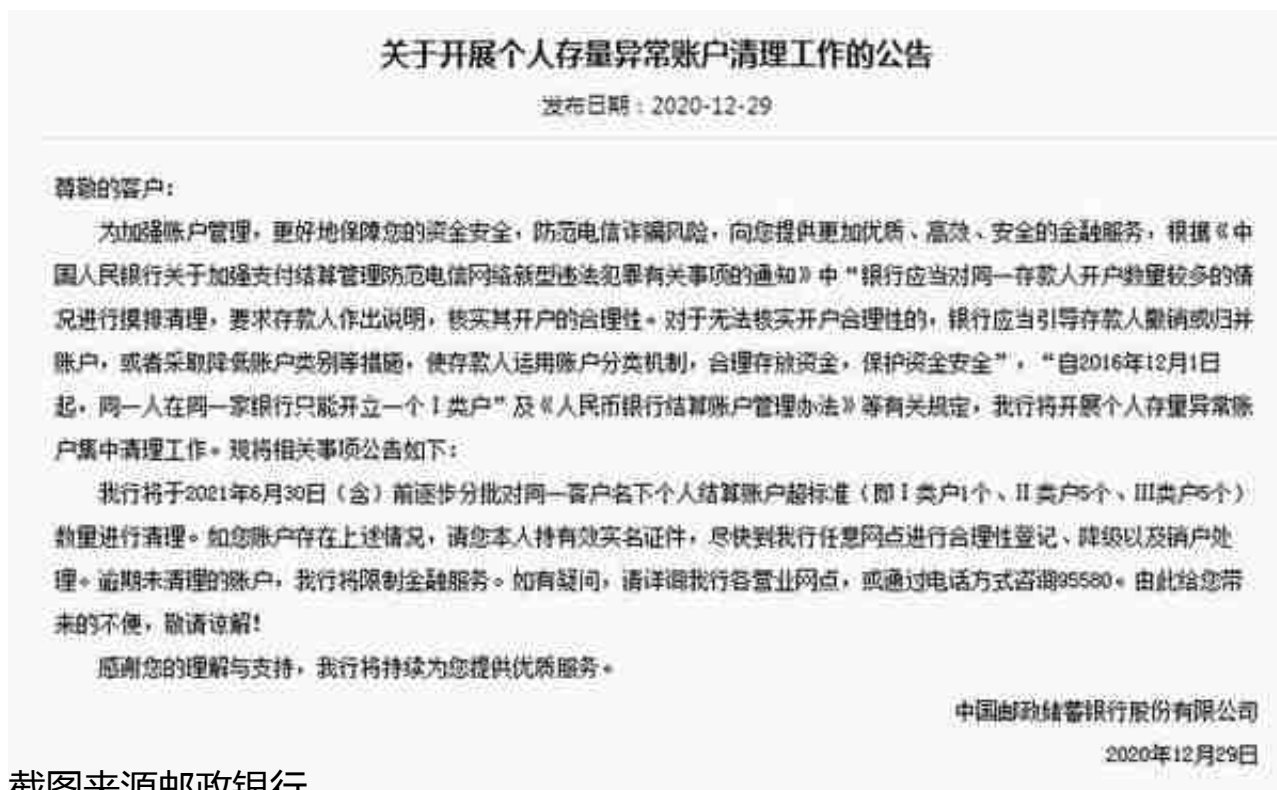 关于开展个人存量异常账户清理工作的公告
发布日期：2020-12-29
尊敬的客户：
为加强账户管理，更好地保障您的资金安全，防范电信诈骗风险，向您提供更加优质、高效、安全的金融服务，根据《中
国人民银行关于加强支付结算管理防范电信网络新型违法犯罪有关事项的通知》中“银行应当对同一存款人开户数量较多的情
况进行摸排清理，要求存款人作出说明，核实其开户的合理性。对于无法核实开户合理性的，银行应当引导存款人撤销或归并
账户，或者采取降低账户类别等措施，使存款人运用账户分类机制，合理存放资金，保护资金安全”，“自2016年12月1日
起，同一人在同一家银行只能开立一个Ⅰ类户”及《人民币银行结算账户管理办法》等有关规定，我行将开展个人存量异常账
户集中清理工作。现将相关事项公告如下：
我行将于2021年6月30日（含）前逐步分批对同一客户名下个人结算账户超标准（即Ⅰ类户1个、Ⅱ类户5个、Ⅲ类户5个）
数量进行清理。如您账户存在上述情况，请您本人持有效实名证件，尽快到我行任意网点进行合理性登记、降级以及销户处
理。逾期未清理的账户，我行将限制金融服务。如有疑问，请详询我行各营业网点，或通过电话方式咨询95580。由此给您带
来的不便，敬请谅解！
感谢您的理解与支持，我行将持续为您提供优质服务。
中国邮政储蓄银行股份有限公司
2020年12月29日
截图来源邮政银行